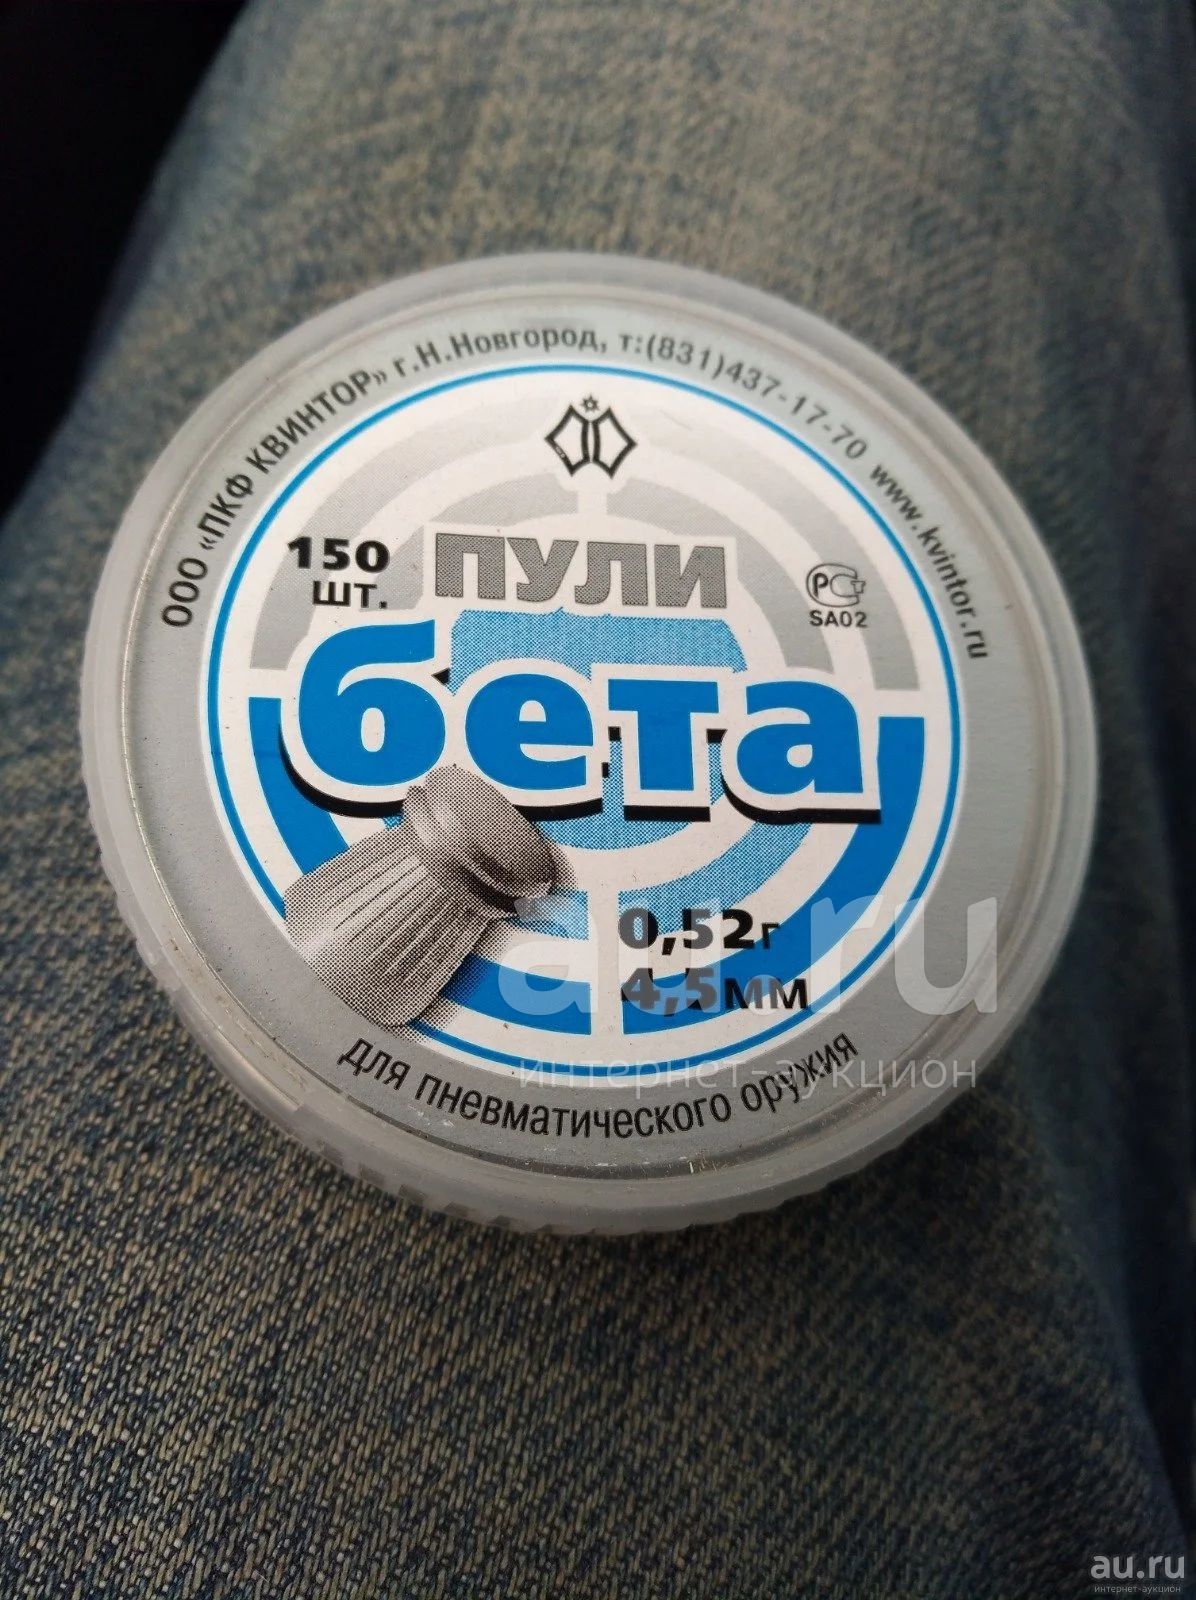 ООО «ПКФ КВИНТОР» г.Н.Новгород, т:(831)437-17-70 www.kvintor.ru
150
шт.
ПУЛИ
РСТ
SA02
бета
0,52г
4,5мм
для пневматического оружия
au.ru
интернет-аукцион
au.ru
интернет-аукцион